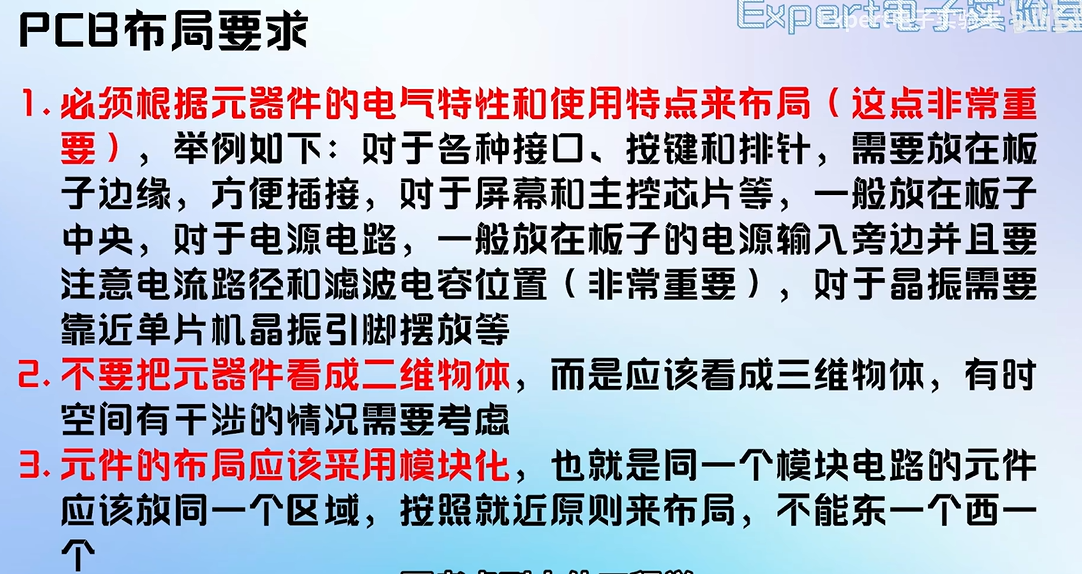 Expert电子实验室
PCB布局要求
1. 必须根据元器件的电气特性和使用特点来布局（这点非常重
要），举例如下：对于各种接口、按键和排针，需要放在板
子边缘，方便插接，对于屏幕和主控芯片等，一般放在板子
中央，对于电源电路，一般放在板子的电源输入旁边并且要
注意电流路径和滤波电容位置（非常重要），对于晶振需要
靠近单片机晶振引脚摆放等
2. 不要把元器件看成二维物体，而是应该看成三维物体，有时
空间有干涉的情况需要考虑
3. 元件的布局应该采用模块化，也就是同一个模块电路的元件
应该放同一个区域，按照就近原则来布局，不能东一个西一
个